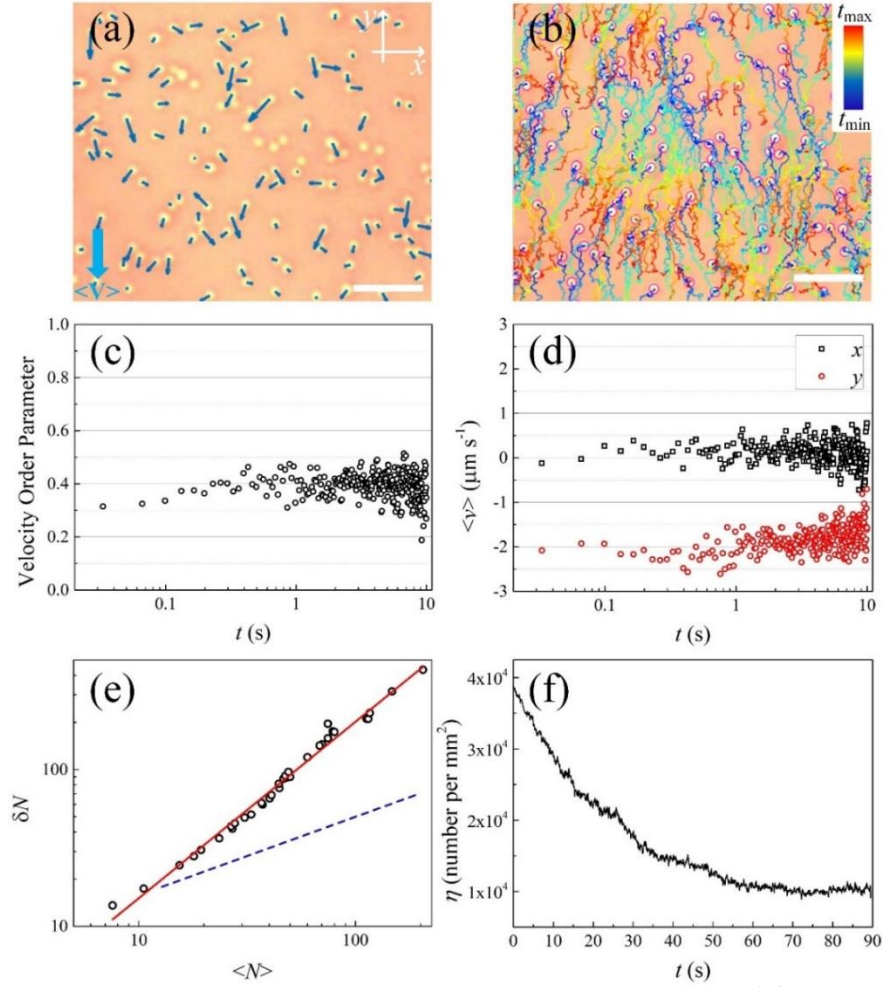 (a)
y
x
<V>
(b)
t_max
t_min
(c)
Velocity Order Parameter
1.0
0.8
0.6
0.4
0.2
0.0
0.1
1
10
t (s)
(d)
x
y
<v> (μm s⁻¹)
3
2
1
0
-1
-2
-3
0.1
1
10
t (s)
(e)
δN
100
10
10
100
<N>
(f)
η (number per mm²)
4x10⁴
3x10⁴
2x10⁴
1x10⁴
0 10 20 30 40 50 60 70 80 90
t (s)